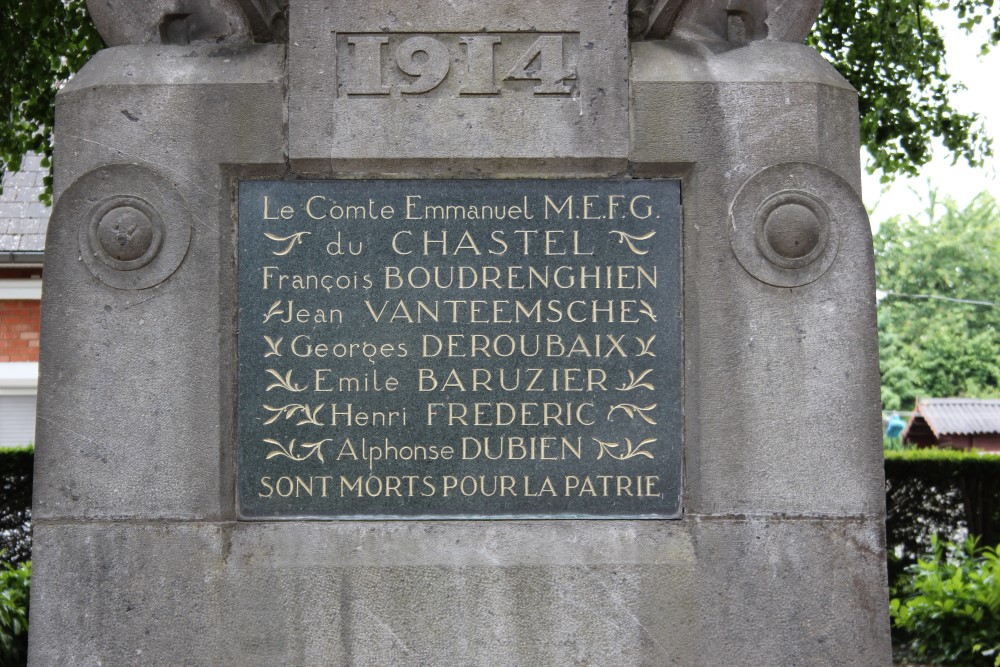 1914
Le Comte Emmanuel M.E.F.G.
du CHASTEL
François BOUDRENGHIEN
Jean VANTEEMSCHE
Georges DEROUBAIX
Emile BARUZIER
Henri FREDERIC
Alphonse DUBIEN
SONT MORTS POUR LA PATRIE